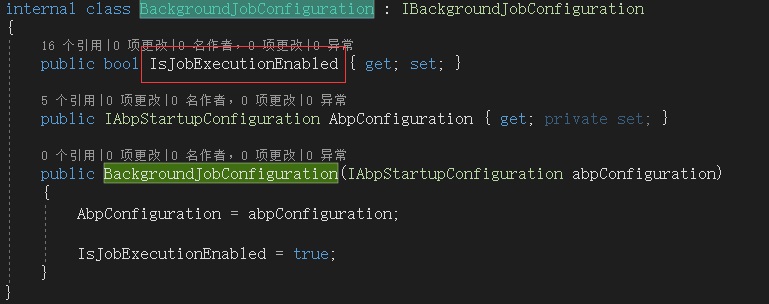 internal class BackgroundJobConfiguration : IBackgroundJobConfiguration
{
16 个引用|0 项更改|0 名作者, 0 项更改|0 异常
public bool IsJobExecutionEnabled { get; set; }
5 个引用|0 项更改|0 名作者, 0 项更改|0 异常
public IAbpStartupConfiguration AbpConfiguration { get; private set; }
0 个引用|0 项更改|0 名作者, 0 项更改|0 异常
public BackgroundJobConfiguration(IAbpStartupConfiguration abpConfiguration)
{
AbpConfiguration = abpConfiguration;
IsJobExecutionEnabled = true;
}
}